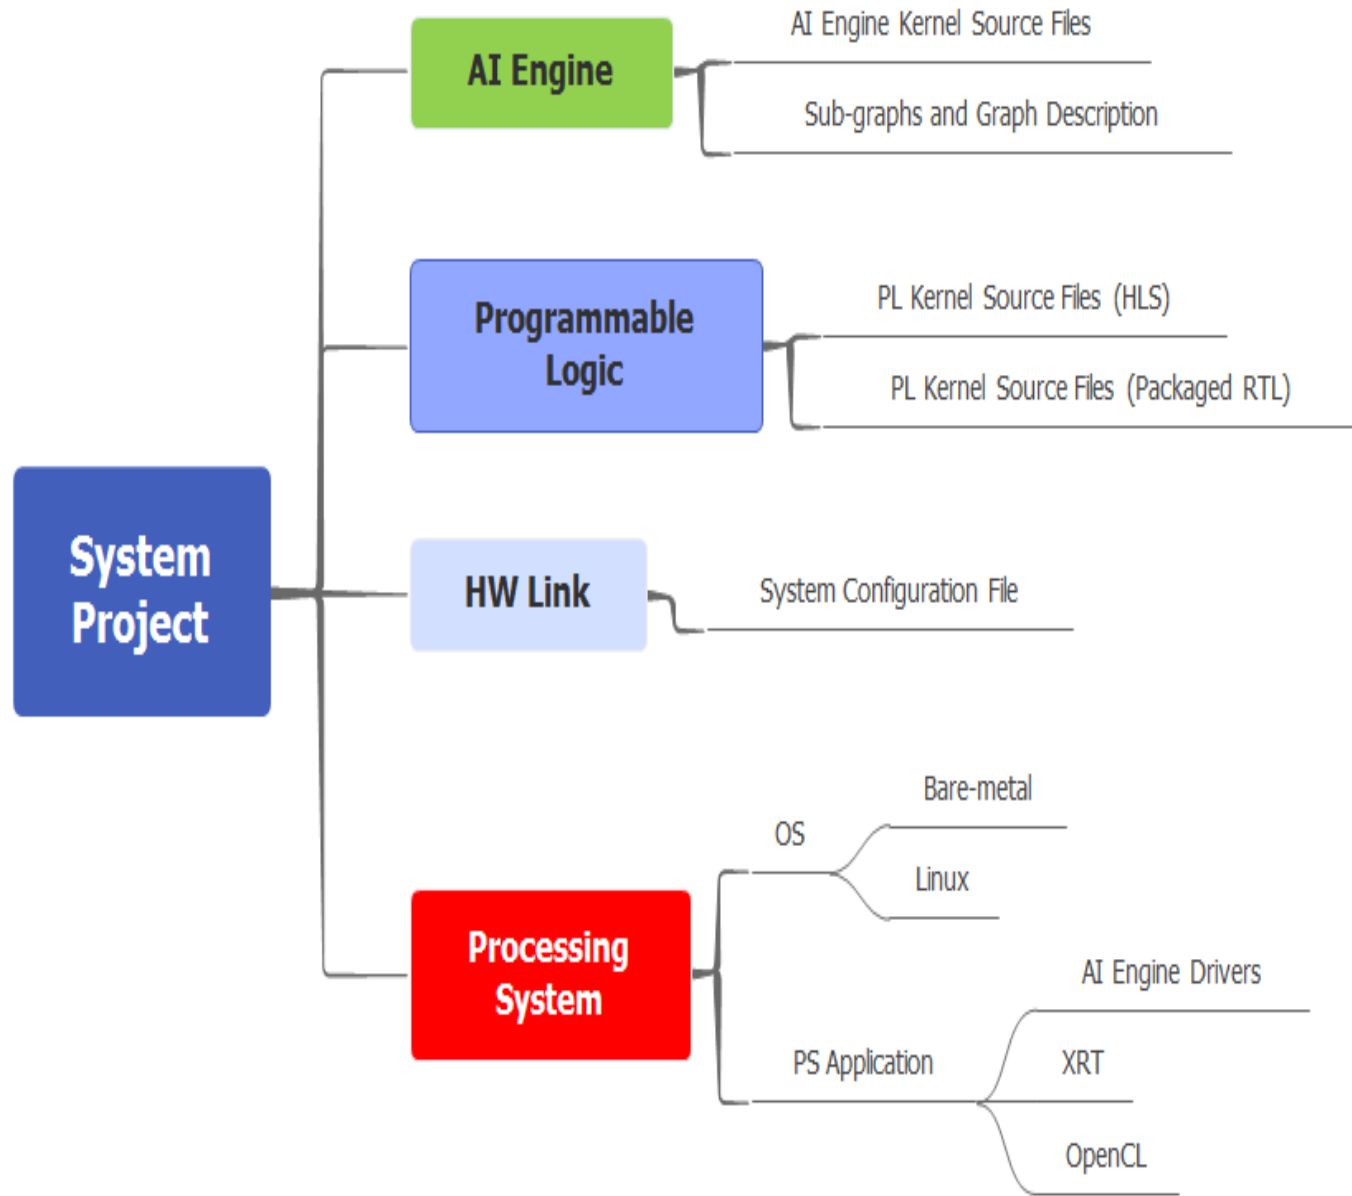 AI Engine
AI Engine Kernel Source Files
Sub-graphs and Graph Description
Programmable
Logic
PL Kernel Source Files (HLS)
PL Kernel Source Files (Packaged RTL)
System
Project
HW Link
System Configuration File
Processing
System
OS
Bare-metal
Linux
PS Application
AI Engine Drivers
XRT
OpenCL